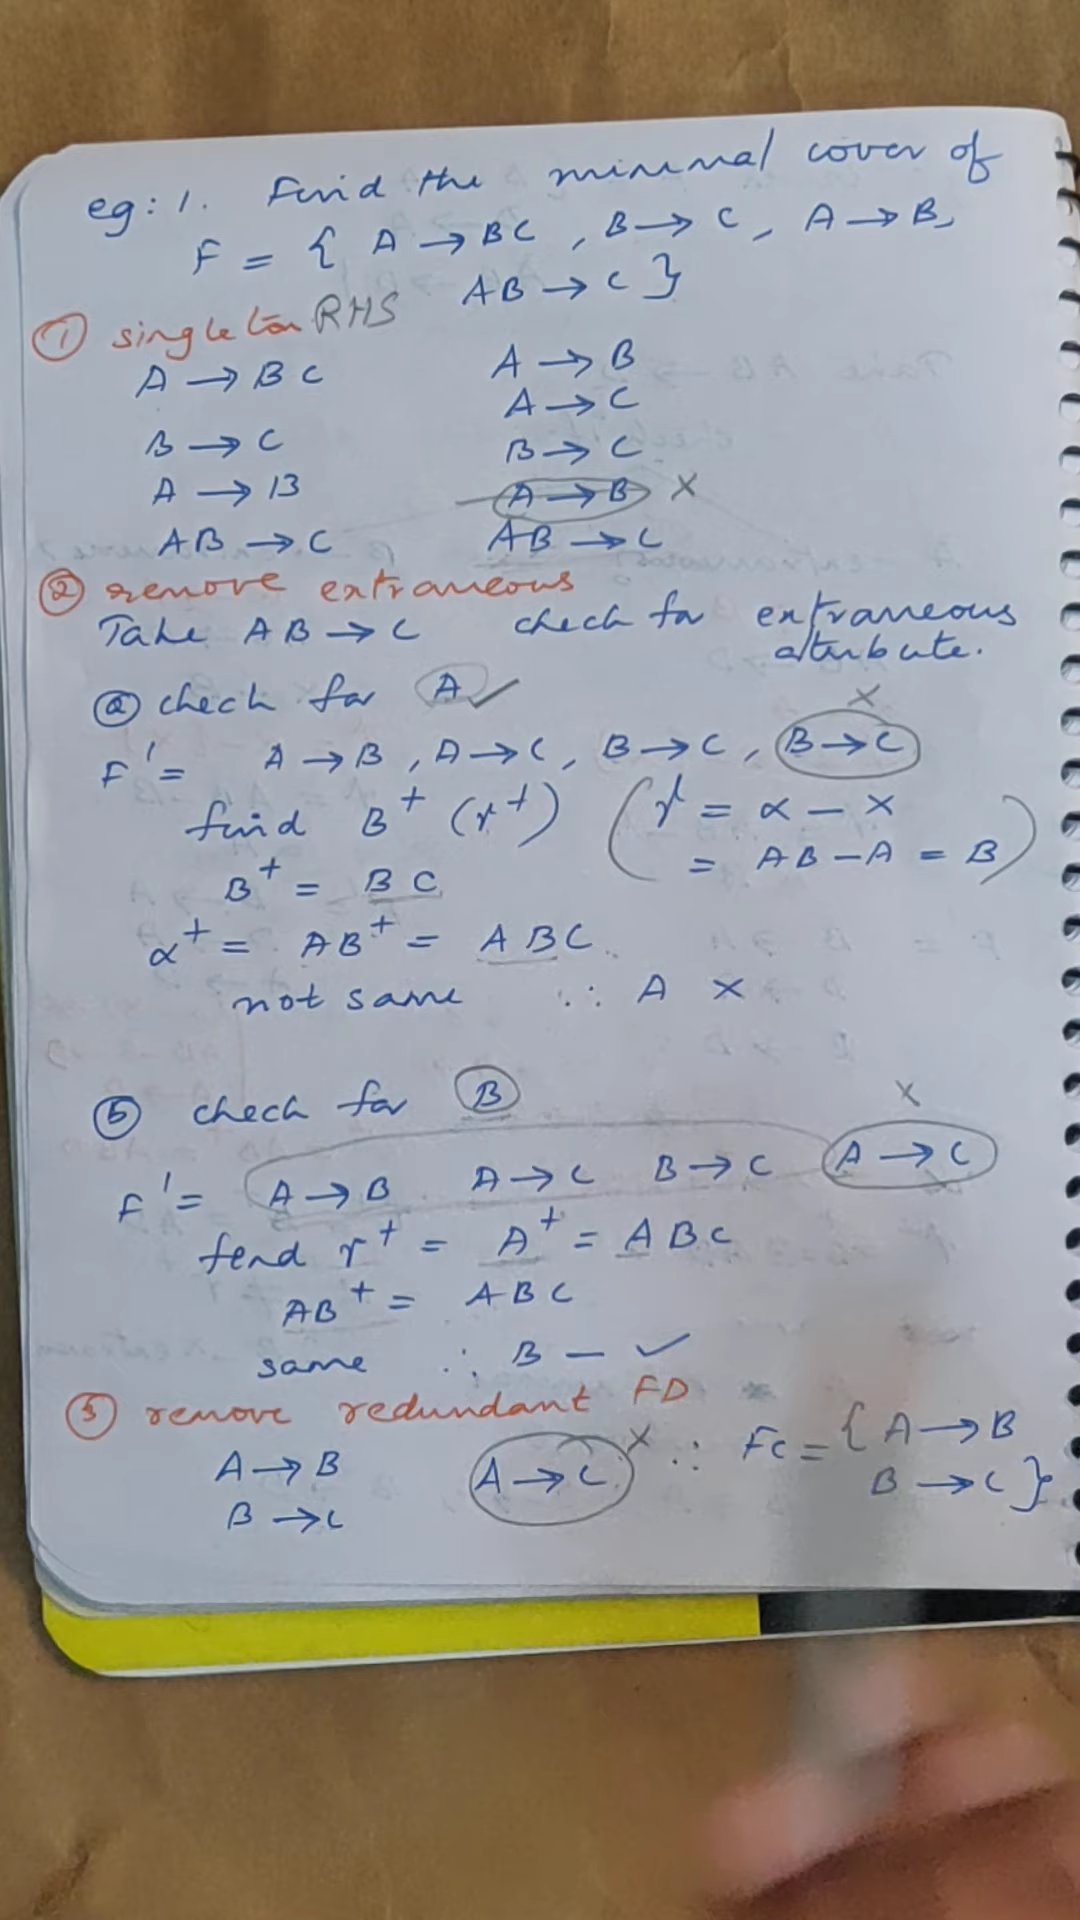 eg: 1. Find the minimal cover of
F = { A → BC , B → C , A → B,
AB → C }
① singleton RHS
A → BC A → B
A → C
B → C B → C
A → B A → B X
AB → C AB → C
② remove extraneous
Take AB → C check for extraneous
attribute.
ⓐ check for A ✓
X
F' = A → B , A → C , B → C , B → C
find B⁺ (γ⁺) ( γ = α − x
= AB − A = B )
B⁺ = BC
α⁺ = AB⁺ = ABC
not same ∴ A X
ⓑ check for B
X
F' = A → B A → C B → C A → C
find γ⁺ = A⁺ = ABC
AB⁺ = ABC
same ∴ B − ✓
③ remove redundant FD
A → B A → C X ∴ Fc = { A → B
B → C B → C }